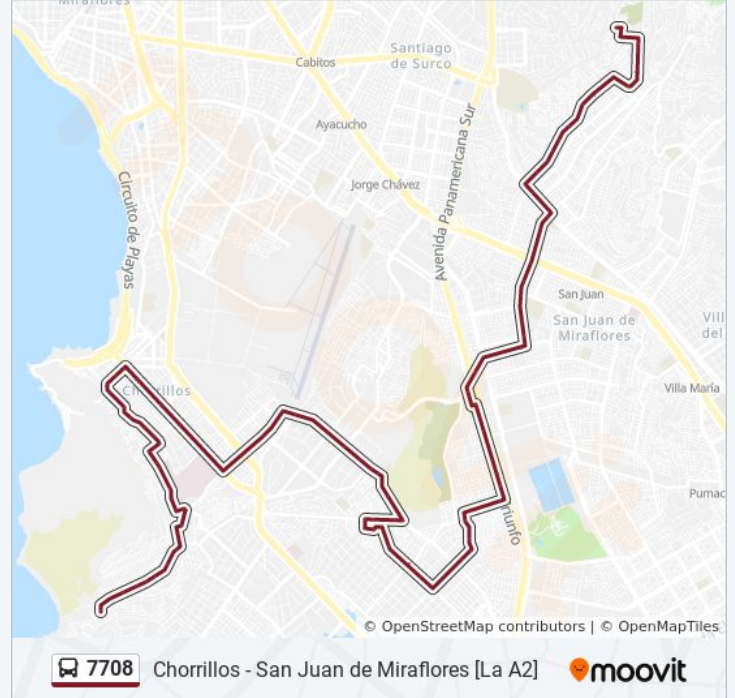 Miraflores
Santiago
de Surco
Cabitos
Ayacucho
Jorge Chávez
Circuito de Playas
Avenida Panamericana Sur
San Juan
San Juan de
Miraflores
VILL
del
Chorrillos
Villa María
Pumac
riunfo
© OpenStreetMap contributors | © OpenMapTiles
7708 Chorrillos - San Juan de Miraflores [La A2] moovit